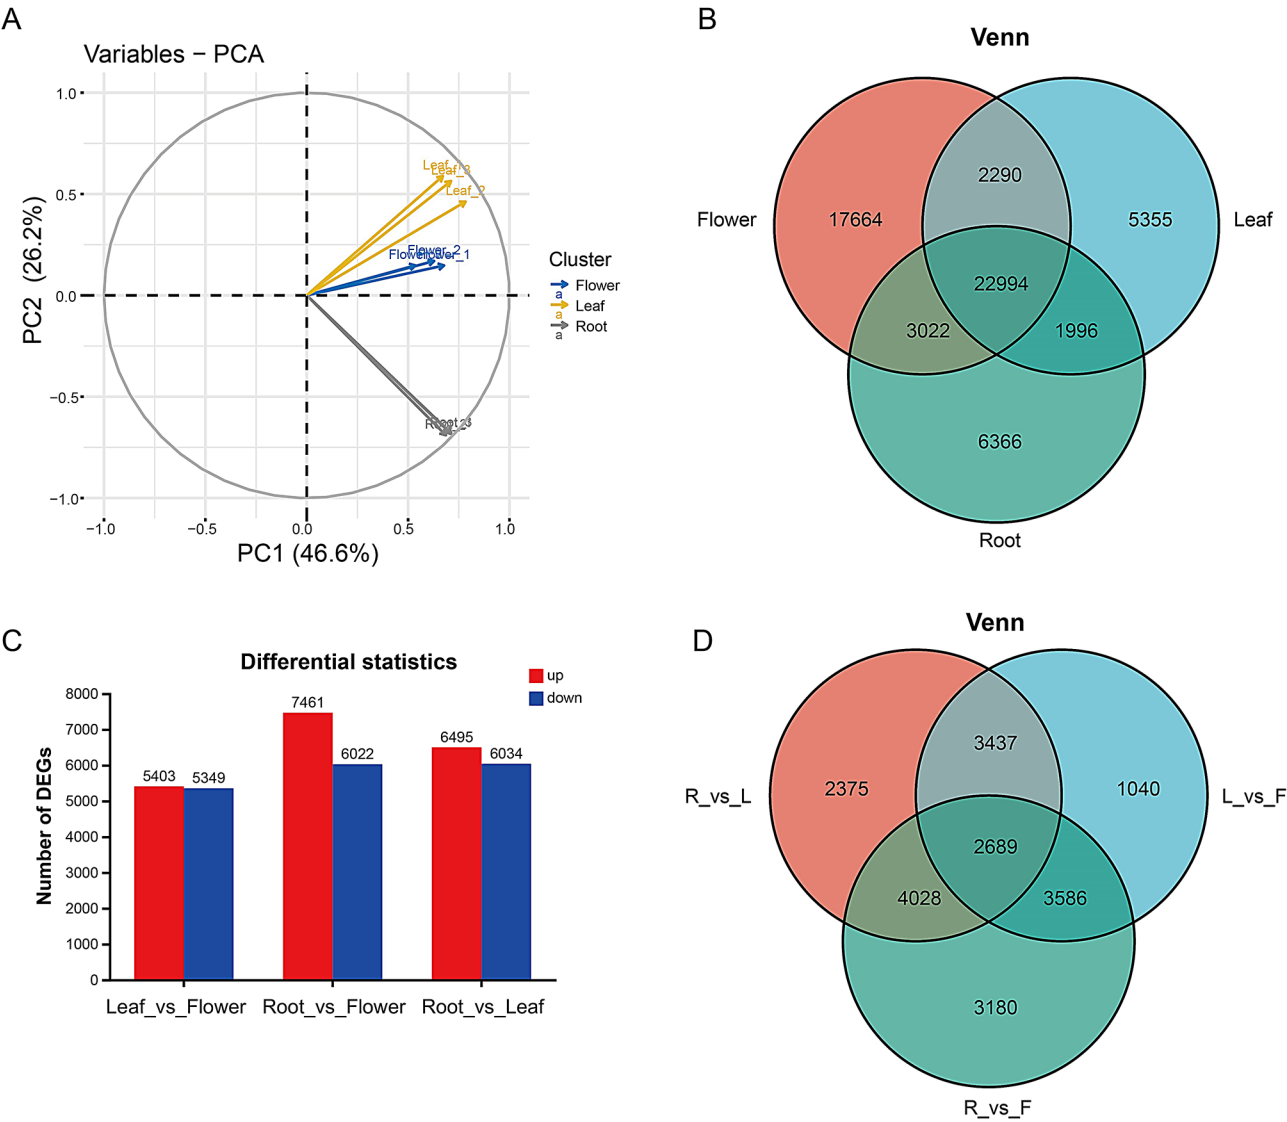 A
Variables − PCA
1.0
0.5
0.0
−0.5
−1.0
PC2 (26.2%)
Leaf_3
Leaf_2
Flower_2
Flower_1
−1.0
−0.5
0.0
0.5
1.0
PC1 (46.6%)
Cluster
a Flower
a Leaf
a Root
B
Venn
Flower
17664
2290
5355
Leaf
22994
3022
1996
6366
Root
C
Differential statistics
up
down
Number of DEGs
8000
7000
6000
5000
4000
3000
2000
1000
0
5403
5349
7461
6022
6495
6034
Leaf_vs_Flower
Root_vs_Flower
Root_vs_Leaf
D
Venn
R_vs_L
2375
3437
1040
L_vs_F
2689
4028
3586
3180
R_vs_F